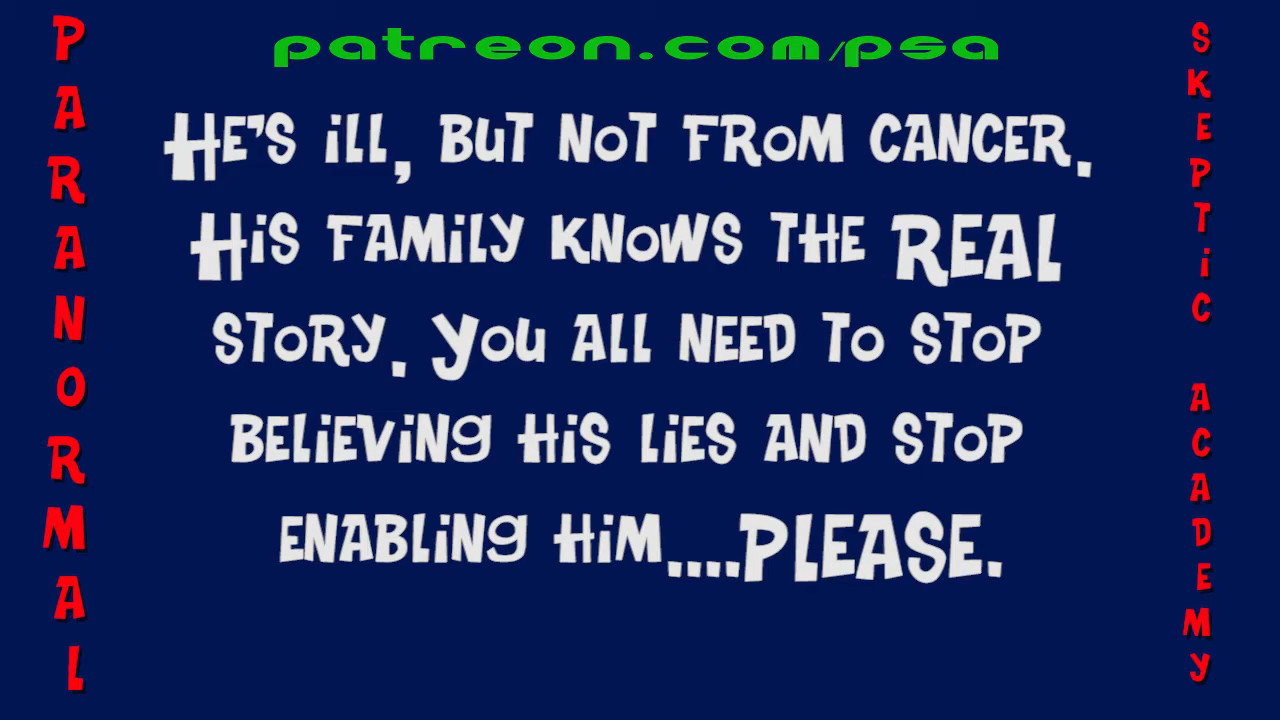 patreon.com/psa
PARANORMAL
He's ill, but not from cancer.
His family knows the REAL
story. You all need to stop
believing his lies and stop
enabling him....PLEASE.
SKEPTIC ACADEMY